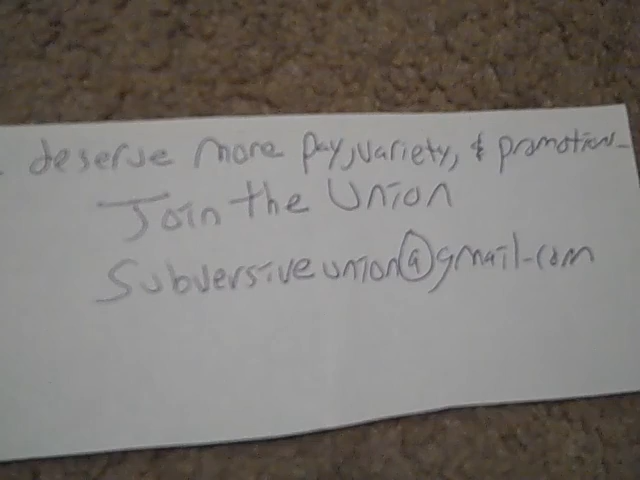 deserve more pay, variety, & promotion
Join the Union
Subversiveunion@gmail.com